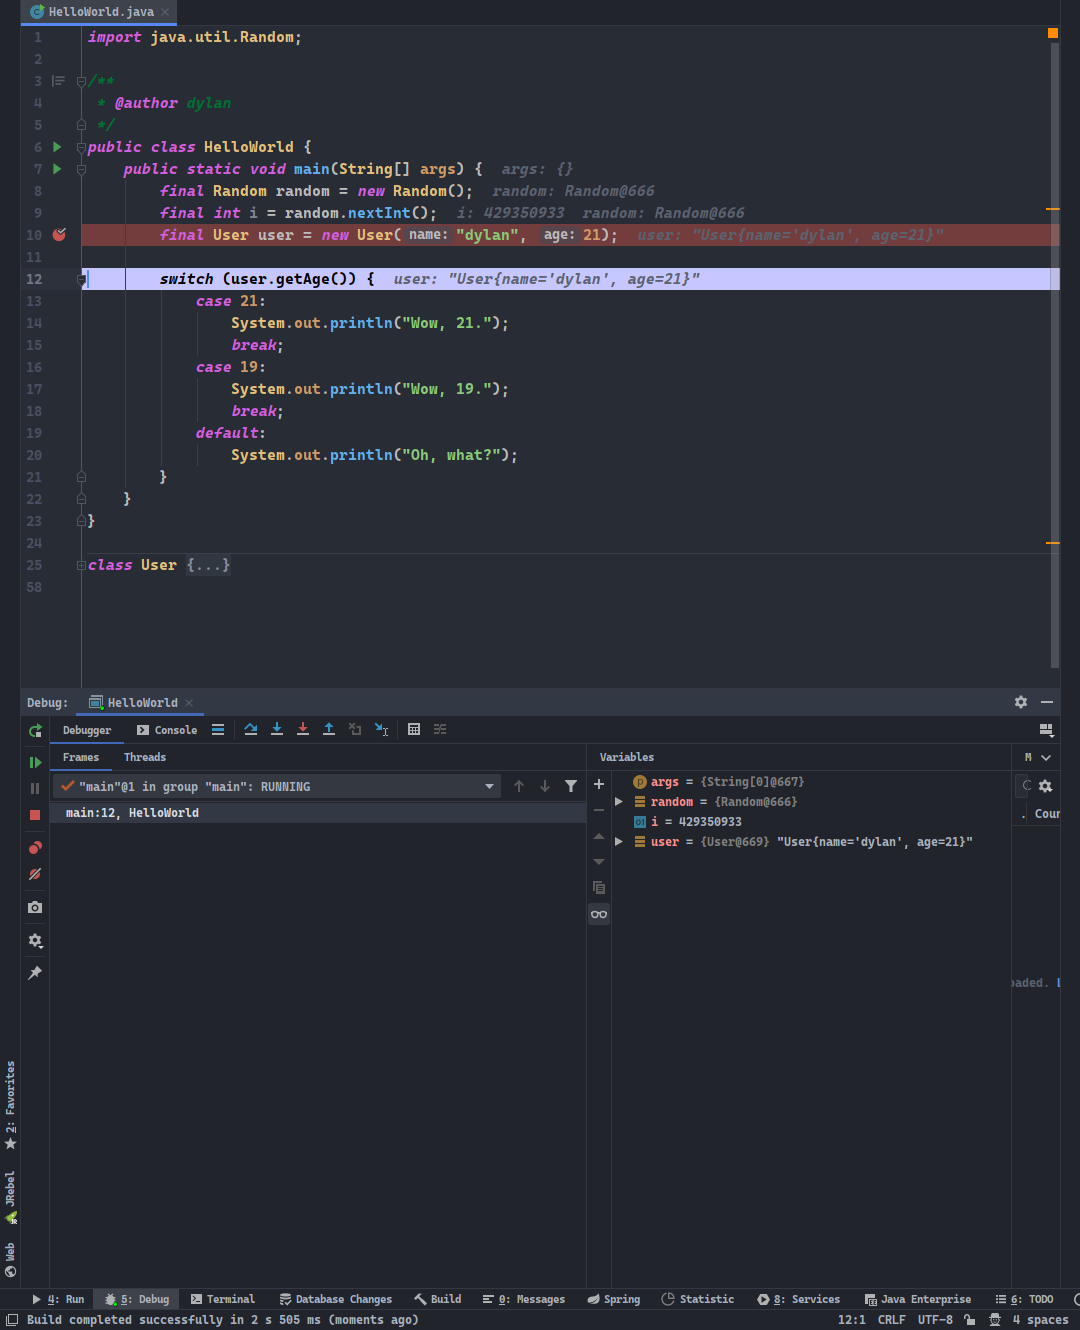 HelloWorld.java
1 import java.util.Random;
2
3 /**
4 * @author dylan
5 */
6 public class HelloWorld {
7 public static void main(String[] args) { args: {}
8 final Random random = new Random(); random: Random@666
9 final int i = random.nextInt(); i: 429350933 random: Random@666
10 final User user = new User( name: "dylan", age: 21); user: "User{name='dylan', age=21}"
11
12 switch (user.getAge()) { user: "User{name='dylan', age=21}"
13 case 21:
14 System.out.println("Wow, 21.");
15 break;
16 case 19:
17 System.out.println("Wow, 19.");
18 break;
19 default:
20 System.out.println("Oh, what?");
21 }
22 }
23 }
24
25 class User {...}
58
Debug: HelloWorld
Debugger Console
Frames Threads Variables M
"main"@1 in group "main": RUNNING
main:12, HelloWorld
args = {String[0]@667}
random = {Random@666}
i = 429350933
user = {User@669} "User{name='dylan', age=21}"
Coun
oaded. L
2: Favorites
JRebel
Web
4: Run 5: Debug Terminal Database Changes Build 0: Messages Spring Statistic 8: Services Java Enterprise 6: TODO
Build completed successfully in 2 s 505 ms (moments ago) 12:1 CRLF UTF-8 4 spaces